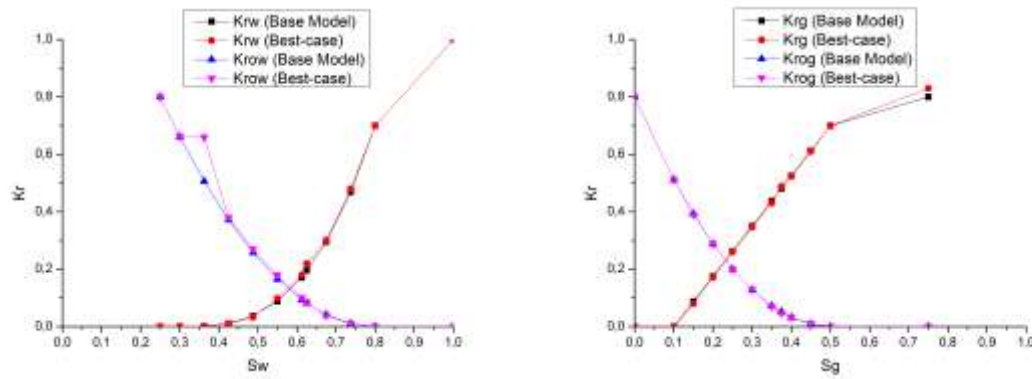 Krw (Base Model)
Krw (Best-case)
Krow (Base Model)
Krow (Best-case)
1,0
0,8
0,6
0,4
0,2
0,0
Kr
0,0 0,1 0,2 0,3 0,4 0,5 0,6 0,7 0,8 0,9 1,0
Sw
Krg (Base Model)
Krg (Best-case)
Krog (Base Model)
Krog (Best-case)
1,0
0,8
0,6
0,4
0,2
0,0
Kr
0,0 0,1 0,2 0,3 0,4 0,5 0,6 0,7 0,8 0,9 1,0
Sg